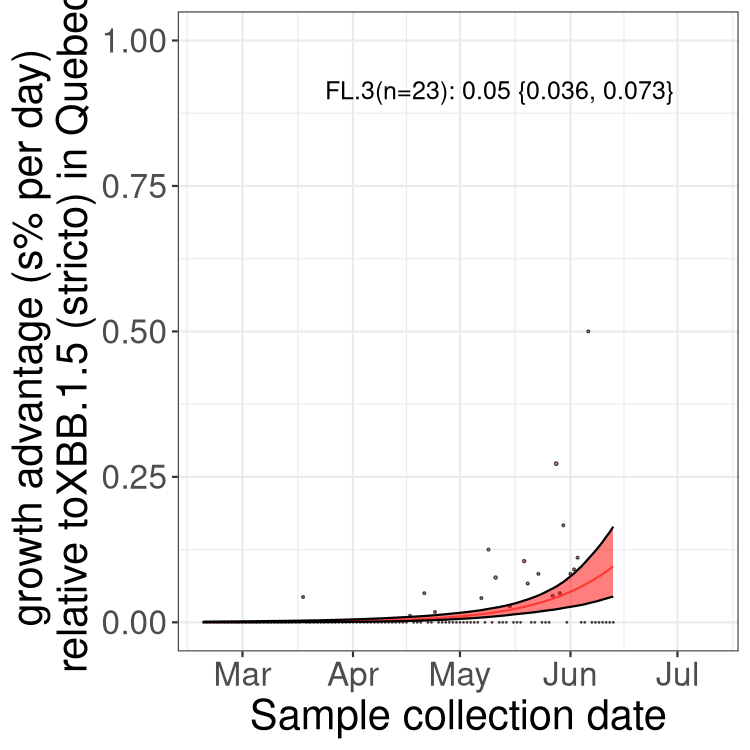 growth advantage (s% per day)
relative toXBB.1.5 (stricto) in Quebec
1.00
0.75
0.50
0.25
0.00
FL.3(n=23): 0.05 {0.036, 0.073}
Mar
Apr
May
Jun
Jul
Sample collection date